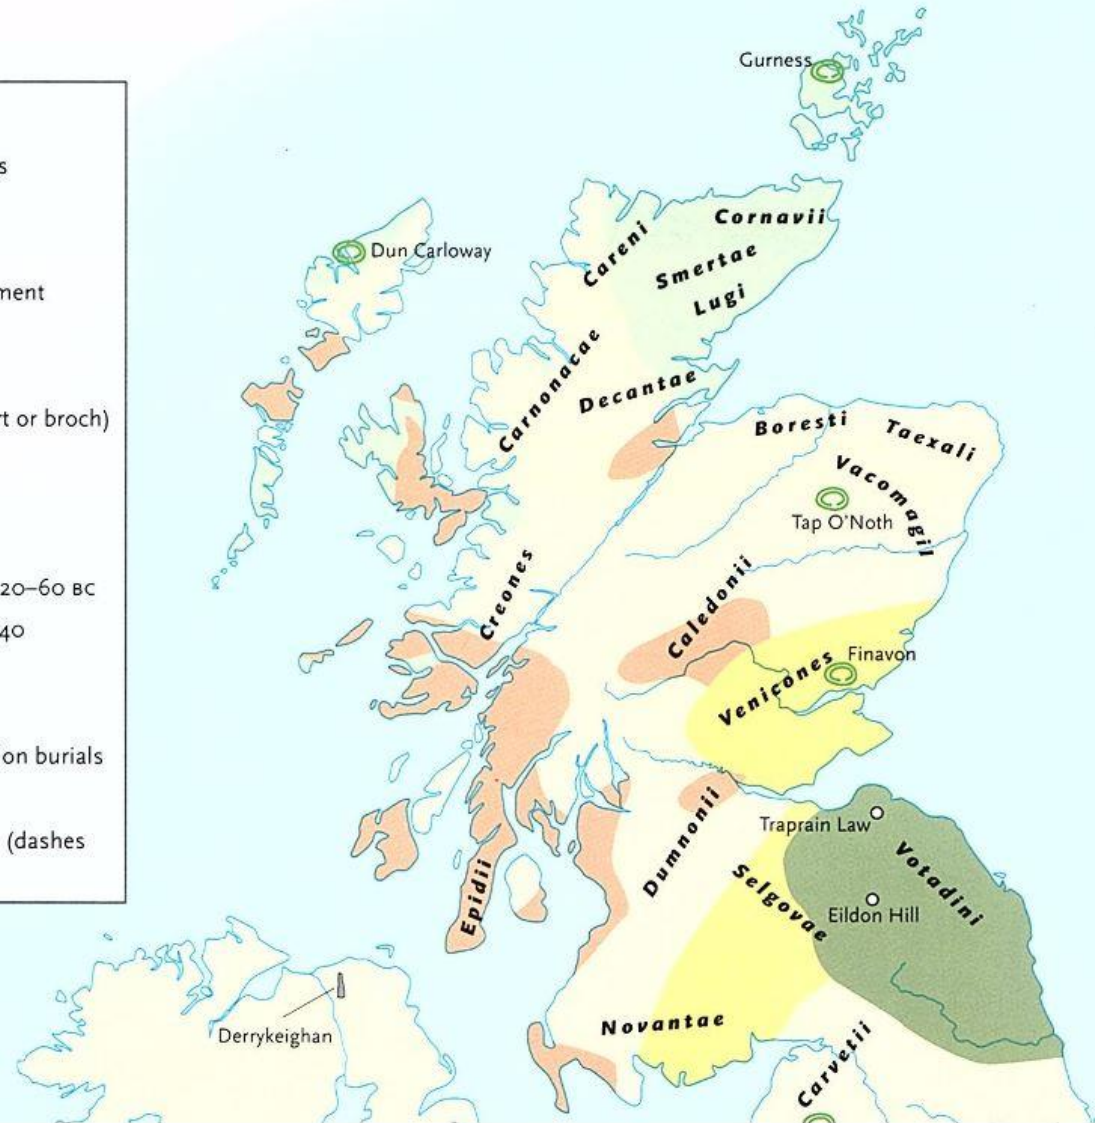 s
ment
rt or broch)
20–60 BC
40
on burials
(dashes
Gurness
Dun Carloway
Cornavii
Careni
Smertae
Lugi
Carnonacae
Decantae
Boresti
Taexali
Vacomagil
Tap O'Noth
Creones
Caledonii
Venicones
Finavon
Dumnonii
Traprain Law
Votadini
Selgovae
Eildon Hill
Epidii
Derrykeighan
Novantae
Carvetii